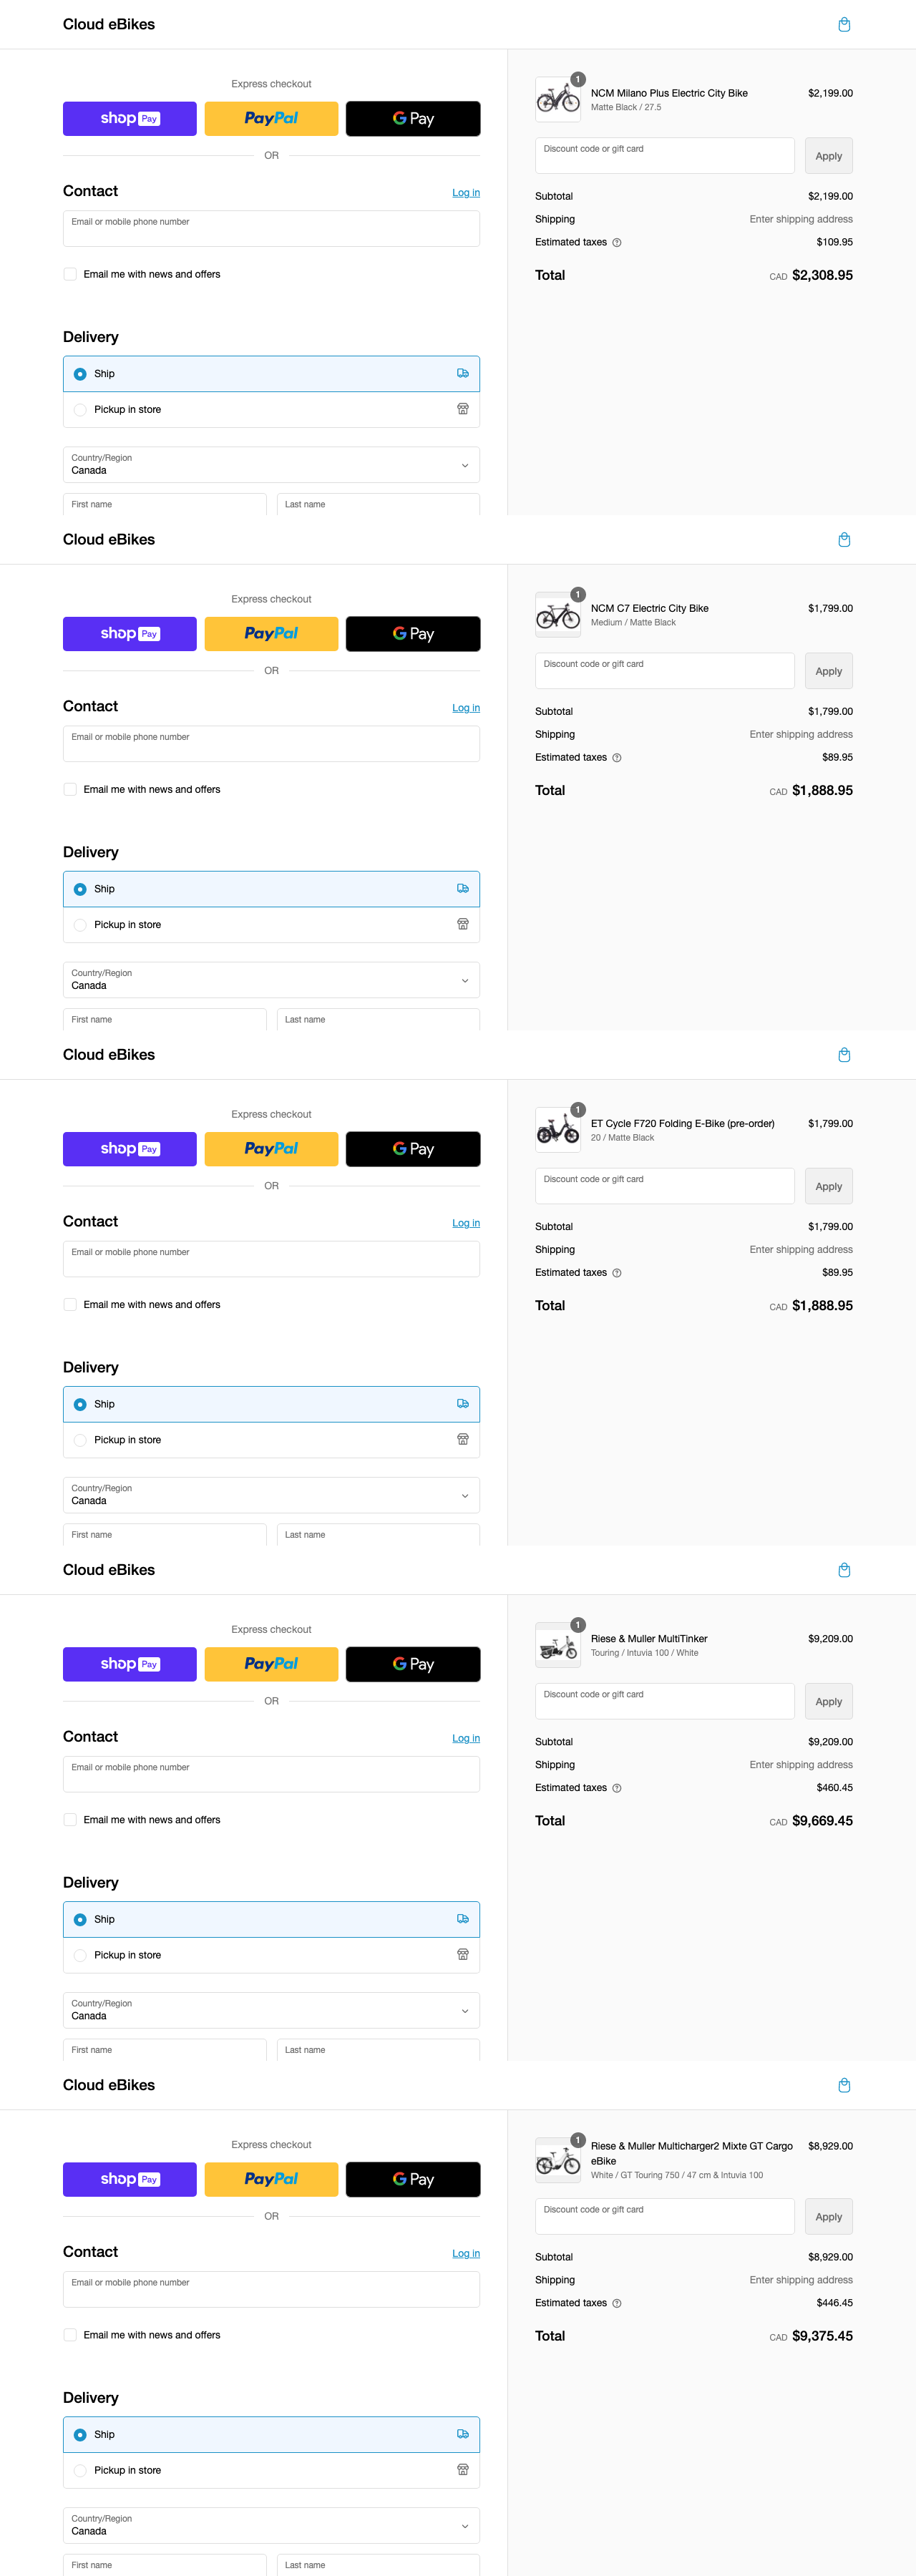 Cloud eBikes
Express checkout
shop Pay
PayPal
G Pay
OR
Contact
Log in
Email or mobile phone number
Email me with news and offers
Delivery
Ship
Pickup in store
Country/Region
Canada
First name
Last name
1
NCM Milano Plus Electric City Bike
$2,199.00
Matte Black / 27.5
Discount code or gift card
Apply
Subtotal
$2,199.00
Shipping
Enter shipping address
Estimated taxes
$109.95
Total
CAD $2,308.95
Cloud eBikes
Express checkout
shop Pay
PayPal
G Pay
OR
Contact
Log in
Email or mobile phone number
Email me with news and offers
Delivery
Ship
Pickup in store
Country/Region
Canada
First name
Last name
1
NCM C7 Electric City Bike
$1,799.00
Medium / Matte Black
Discount code or gift card
Apply
Subtotal
$1,799.00
Shipping
Enter shipping address
Estimated taxes
$89.95
Total
CAD $1,888.95
Cloud eBikes
Express checkout
shop Pay
PayPal
G Pay
OR
Contact
Log in
Email or mobile phone number
Email me with news and offers
Delivery
Ship
Pickup in store
Country/Region
Canada
First name
Last name
1
ET Cycle F720 Folding E-Bike (pre-order)
$1,799.00
20 / Matte Black
Discount code or gift card
Apply
Subtotal
$1,799.00
Shipping
Enter shipping address
Estimated taxes
$89.95
Total
CAD $1,888.95
Cloud eBikes
Express checkout
shop Pay
PayPal
G Pay
OR
Contact
Log in
Email or mobile phone number
Email me with news and offers
Delivery
Ship
Pickup in store
Country/Region
Canada
First name
Last name
1
Riese & Muller MultiTinker
$9,209.00
Touring / Intuvia 100 / White
Discount code or gift card
Apply
Subtotal
$9,209.00
Shipping
Enter shipping address
Estimated taxes
$460.45
Total
CAD $9,669.45
Cloud eBikes
Express checkout
shop Pay
PayPal
G Pay
OR
Contact
Log in
Email or mobile phone number
Email me with news and offers
Delivery
Ship
Pickup in store
Country/Region
Canada
First name
Last name
1
Riese & Muller Multicharger2 Mixte GT Cargo
eBike
$8,929.00
White / GT Touring 750 / 47 cm & Intuvia 100
Discount code or gift card
Apply
Subtotal
$8,929.00
Shipping
Enter shipping address
Estimated taxes
$446.45
Total
CAD $9,375.45